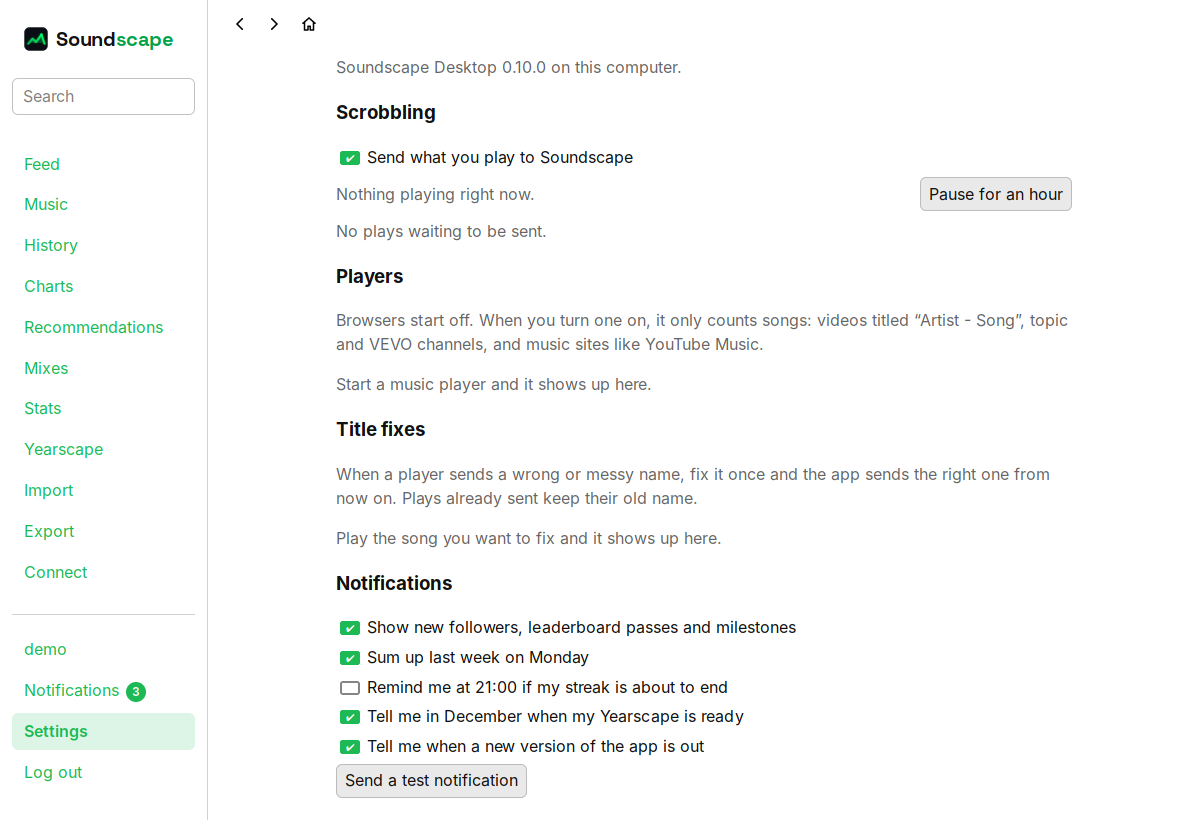 Soundscape
Search
Feed
Music
History
Charts
Recommendations
Mixes
Stats
Yearscape
Import
Export
Connect
demo
Notifications 3
Settings
Log out
Soundscape Desktop 0.10.0 on this computer.
Scrobbling
Send what you play to Soundscape
Nothing playing right now.
Pause for an hour
No plays waiting to be sent.
Players
Browsers start off. When you turn one on, it only counts songs: videos titled “Artist - Song”, topic
and VEVO channels, and music sites like YouTube Music.
Start a music player and it shows up here.
Title fixes
When a player sends a wrong or messy name, fix it once and the app sends the right one from
now on. Plays already sent keep their old name.
Play the song you want to fix and it shows up here.
Notifications
Show new followers, leaderboard passes and milestones
Sum up last week on Monday
Remind me at 21:00 if my streak is about to end
Tell me in December when my Yearscape is ready
Tell me when a new version of the app is out
Send a test notification